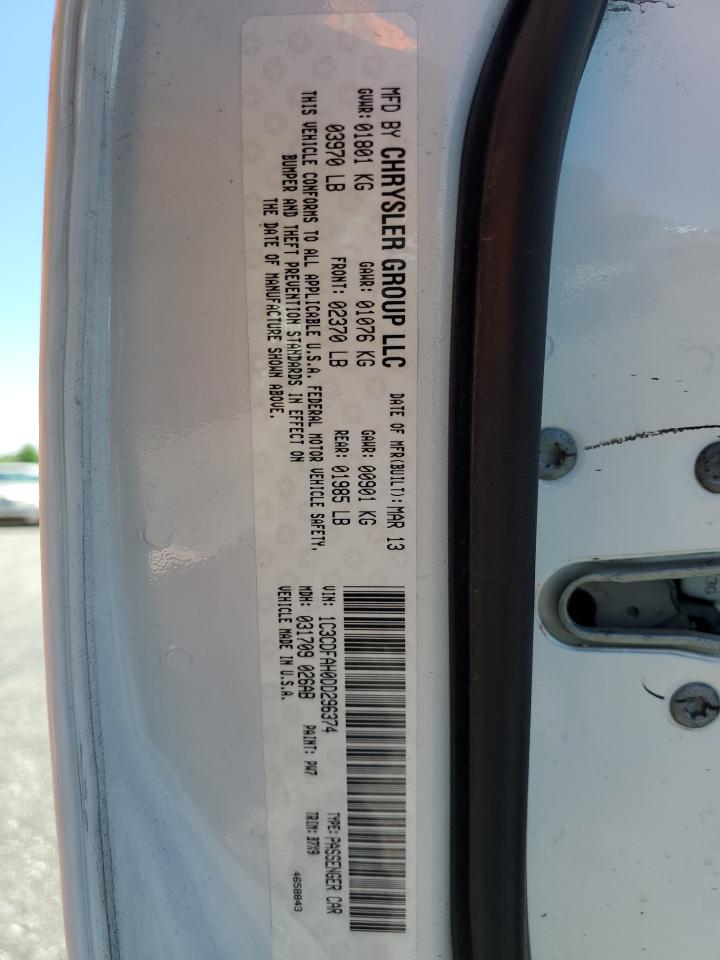 MFD BY CHRYSLER GROUP LLC DATE OF MFR(BUILT): MAR 13
GVWR: 01801 KG GAWR: 01076 KG GAWR: 00901 KG
03970 LB FRONT: 02370 LB REAR: 01985 LB
THIS VEHICLE CONFORMS TO ALL APPLICABLE U.S.A. FEDERAL MOTOR VEHICLE SAFETY,
BUMPER AND THEFT PREVENTION STANDARDS IN EFFECT ON
THE DATE OF MANUFACTURE SHOWN ABOVE.
VIN: 1C3CDFAH0DD296374 TYPE: PASSENGER CAR
MDH: 031709 026AB PAINT: PW7 TRIM: B7X9
VEHICLE MADE IN U.S.A. 4658843